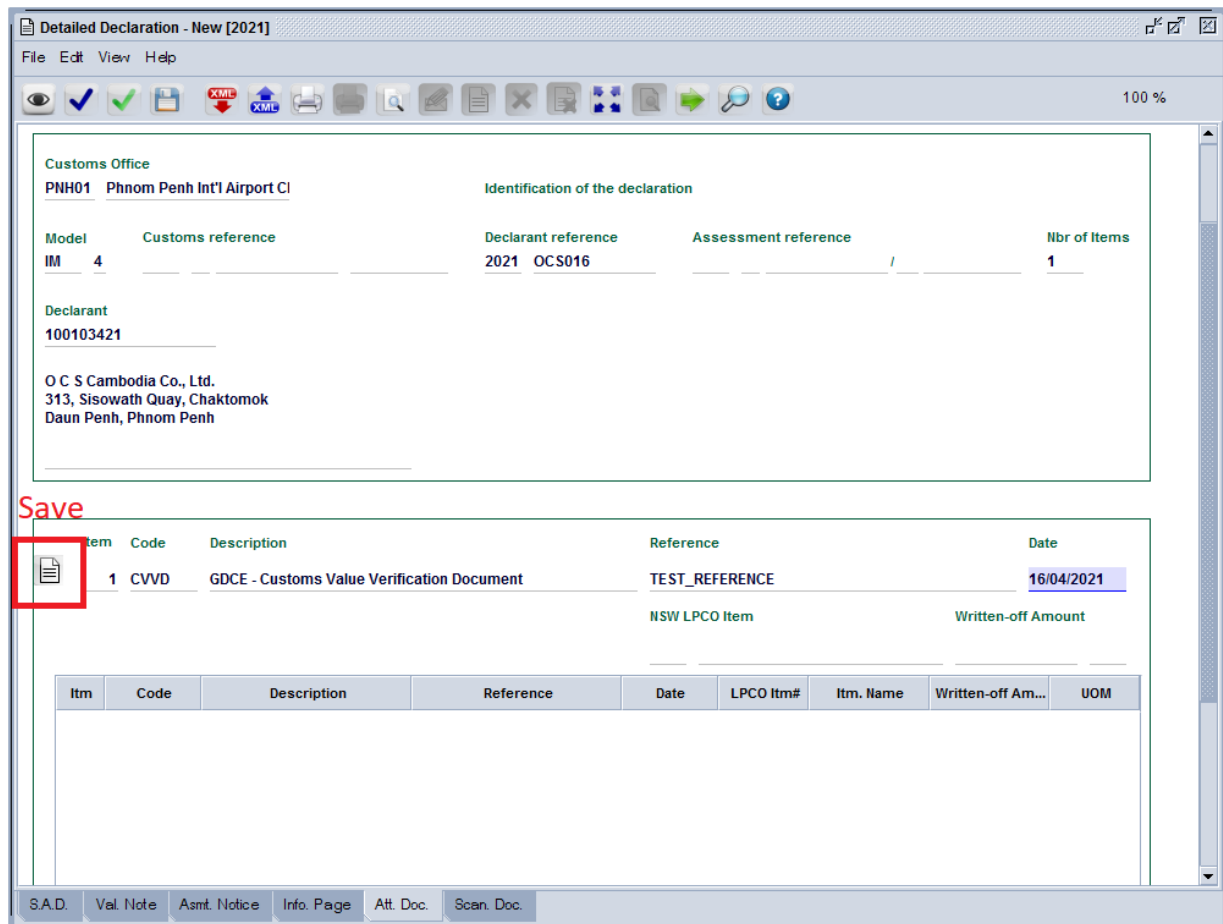 Detailed Declaration - New [2021]
File Edit View Help
XML XML 100 %
Customs Office
PNH01 Phnom Penh Int'l Airport Cl
Identification of the declaration
Model Customs reference Declarant reference Assessment reference Nbr of Items
IM 4 2021 OCS016 / 1
Declarant
100103421
O C S Cambodia Co., Ltd.
313, Sisowath Quay, Chaktomok
Daun Penh, Phnom Penh
Save
tem Code Description Reference Date
1 CVVD GDCE - Customs Value Verification Document TEST_REFERENCE 16/04/2021
NSW LPCO Item Written-off Amount
Itm Code Description Reference Date LPCO Itm# Itm. Name Written-off Am... UOM
S.A.D. Val. Note Asmt. Notice Info. Page Att. Doc. Scan. Doc.